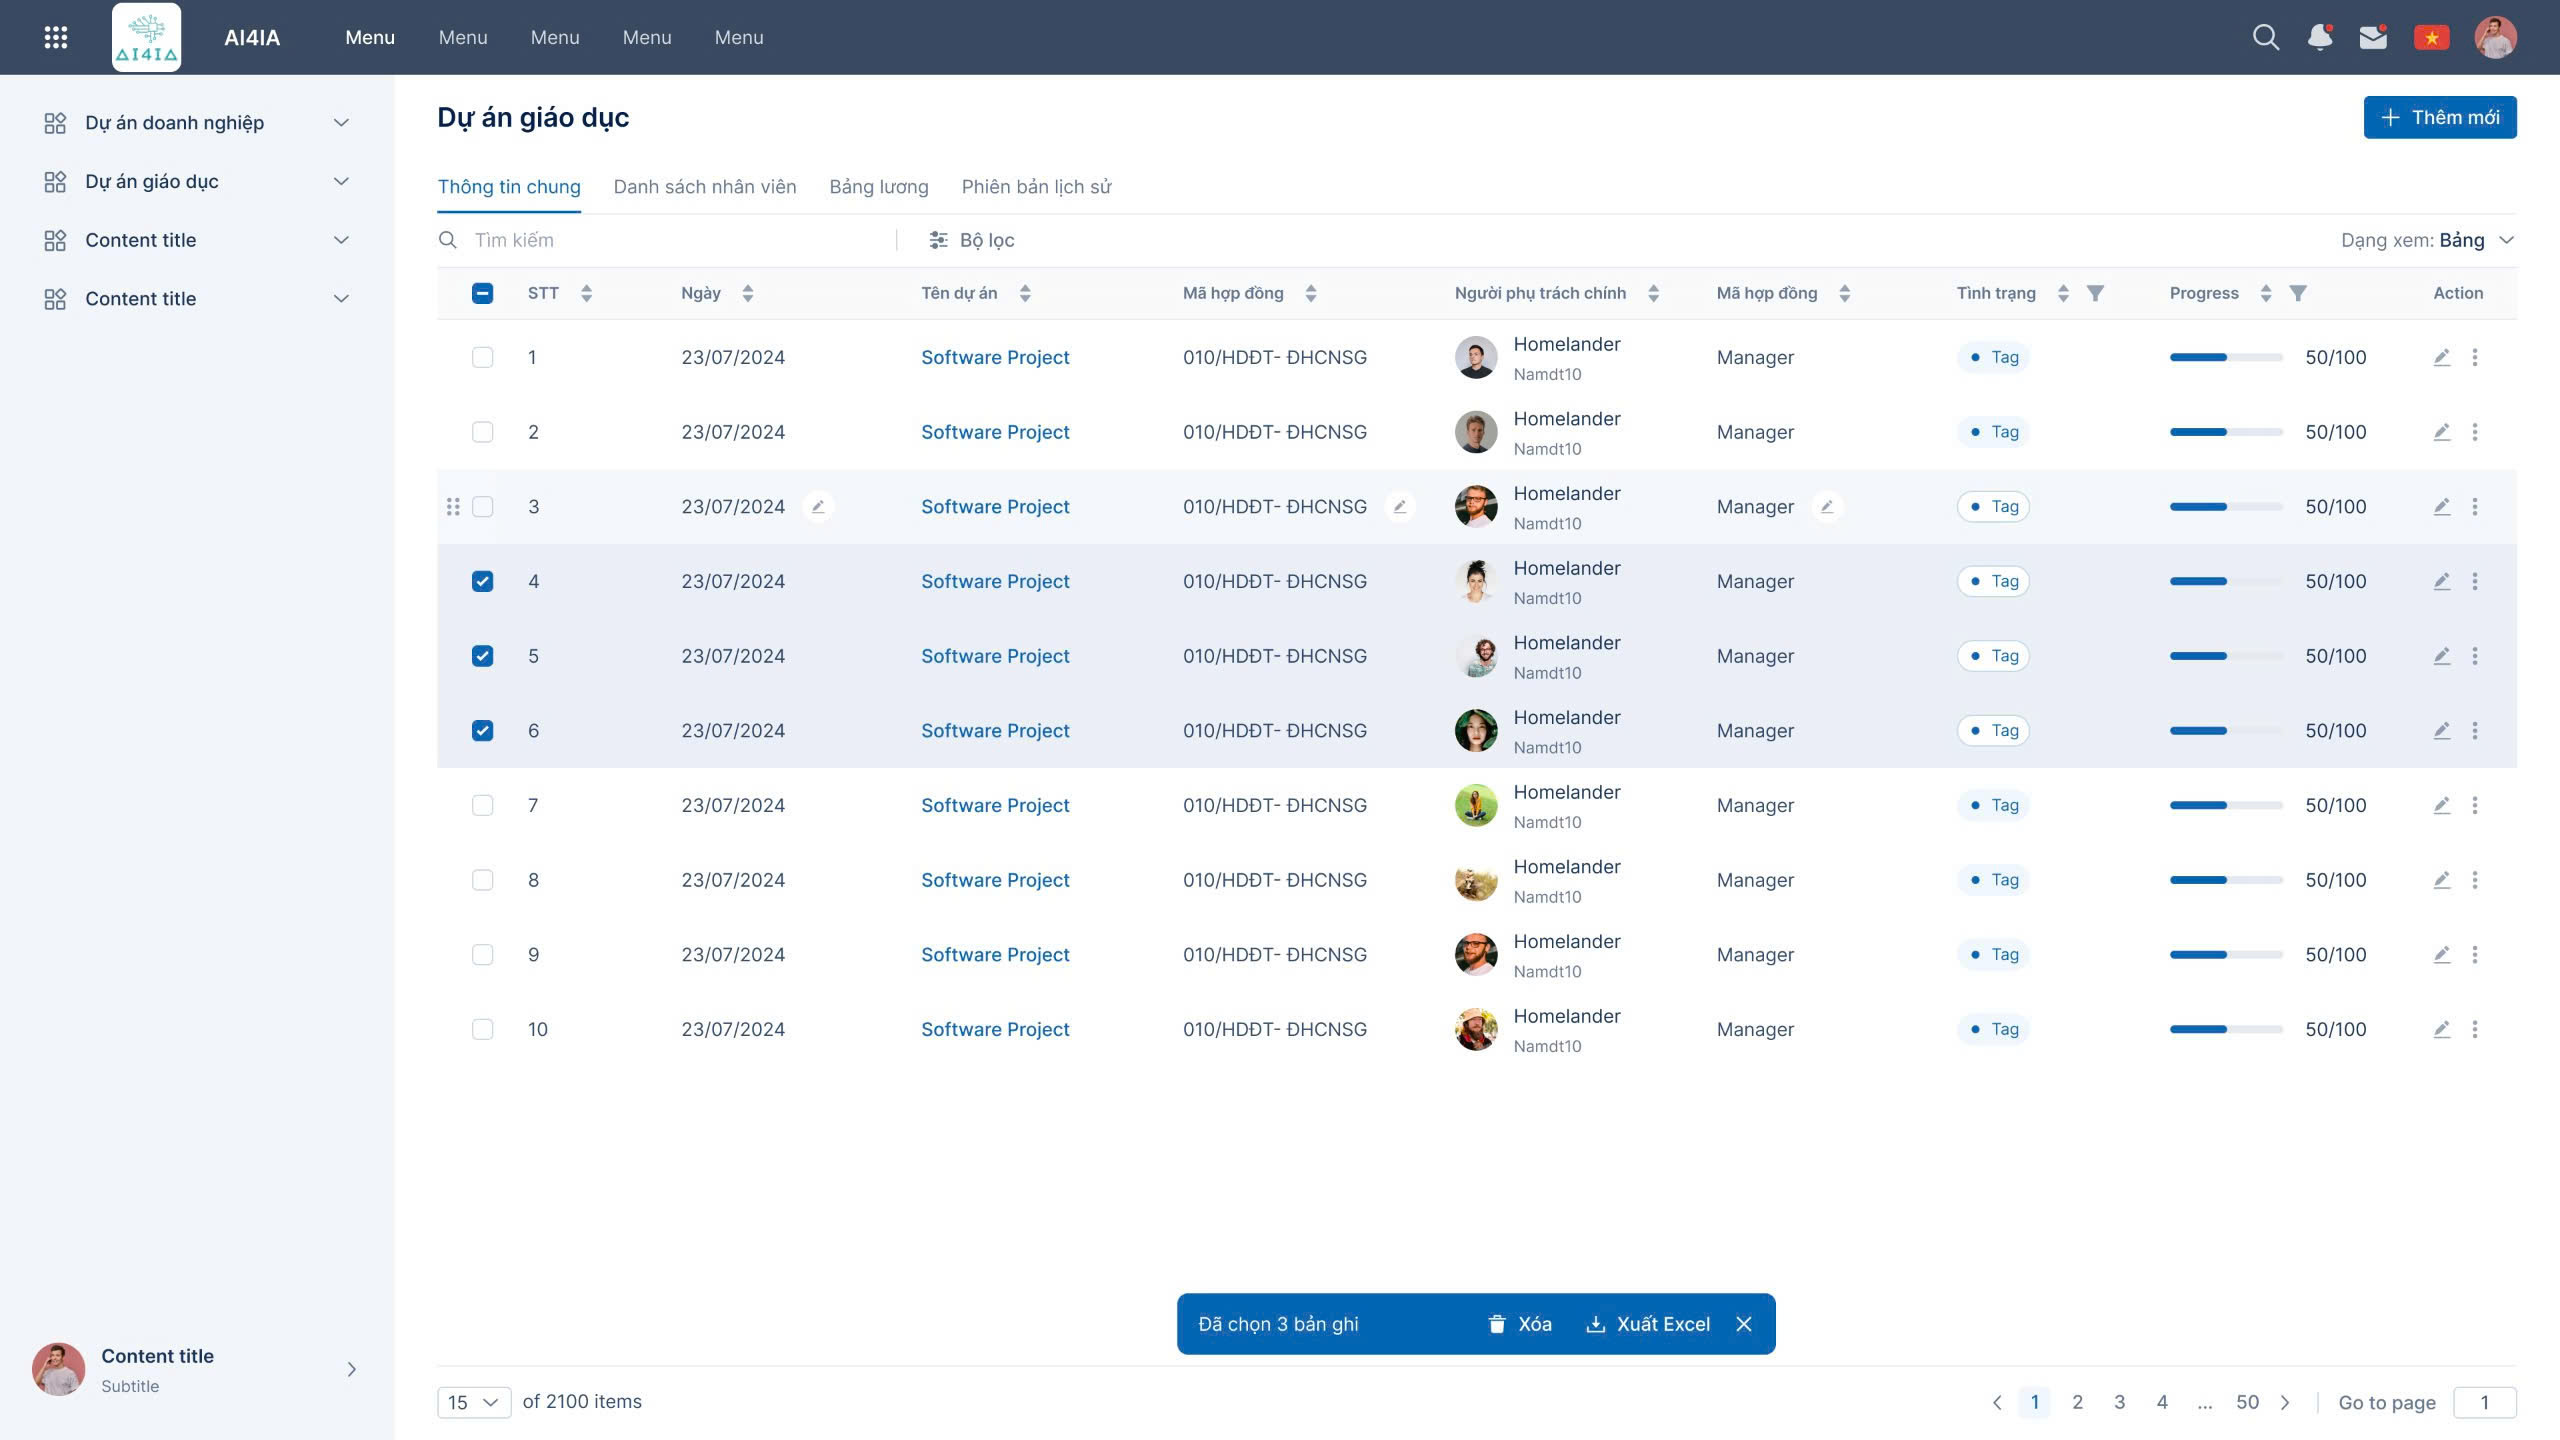 AI4IA AI4IA Menu Menu Menu Menu Menu
Dự án doanh nghiệp
Dự án giáo dục
Content title
Content title
Dự án giáo dục
Thêm mới
Thông tin chung Danh sách nhân viên Bảng lương Phiên bản lịch sử
Tìm kiếm Bộ lọc Dạng xem: Bảng
STT Ngày Tên dự án Mã hợp đồng Người phụ trách chính Mã hợp đồng Tình trạng Progress Action
1 23/07/2024 Software Project 010/HDĐT- ĐHCNSG Homelander Manager Tag 50/100
Namdt10
2 23/07/2024 Software Project 010/HDĐT- ĐHCNSG Homelander Manager Tag 50/100
Namdt10
3 23/07/2024 Software Project 010/HDĐT- ĐHCNSG Homelander Manager Tag 50/100
Namdt10
4 23/07/2024 Software Project 010/HDĐT- ĐHCNSG Homelander Manager Tag 50/100
Namdt10
5 23/07/2024 Software Project 010/HDĐT- ĐHCNSG Homelander Manager Tag 50/100
Namdt10
6 23/07/2024 Software Project 010/HDĐT- ĐHCNSG Homelander Manager Tag 50/100
Namdt10
7 23/07/2024 Software Project 010/HDĐT- ĐHCNSG Homelander Manager Tag 50/100
Namdt10
8 23/07/2024 Software Project 010/HDĐT- ĐHCNSG Homelander Manager Tag 50/100
Namdt10
9 23/07/2024 Software Project 010/HDĐT- ĐHCNSG Homelander Manager Tag 50/100
Namdt10
10 23/07/2024 Software Project 010/HDĐT- ĐHCNSG Homelander Manager Tag 50/100
Namdt10
Đã chọn 3 bản ghi Xóa Xuất Excel
Content title
Subtitle
15 of 2100 items 1 2 3 4 ... 50 Go to page 1